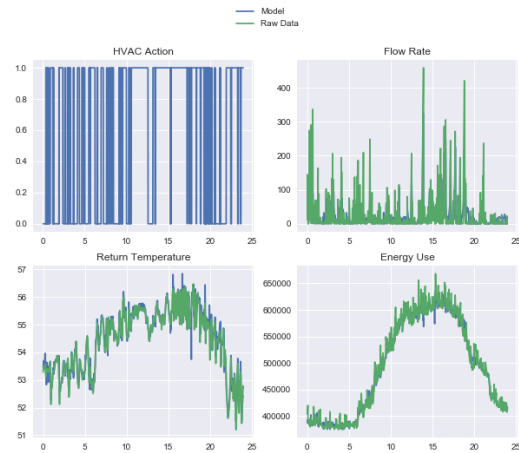 Model
Raw Data
HVAC Action
1.0
0.8
0.6
0.4
0.2
0.0
0 5 10 15 20 25
Flow Rate
400
300
200
100
0
0 5 10 15 20 25
Return Temperature
57
56
55
54
53
52
51
0 5 10 15 20 25
Energy Use
650000
600000
550000
500000
450000
400000
0 5 10 15 20 25